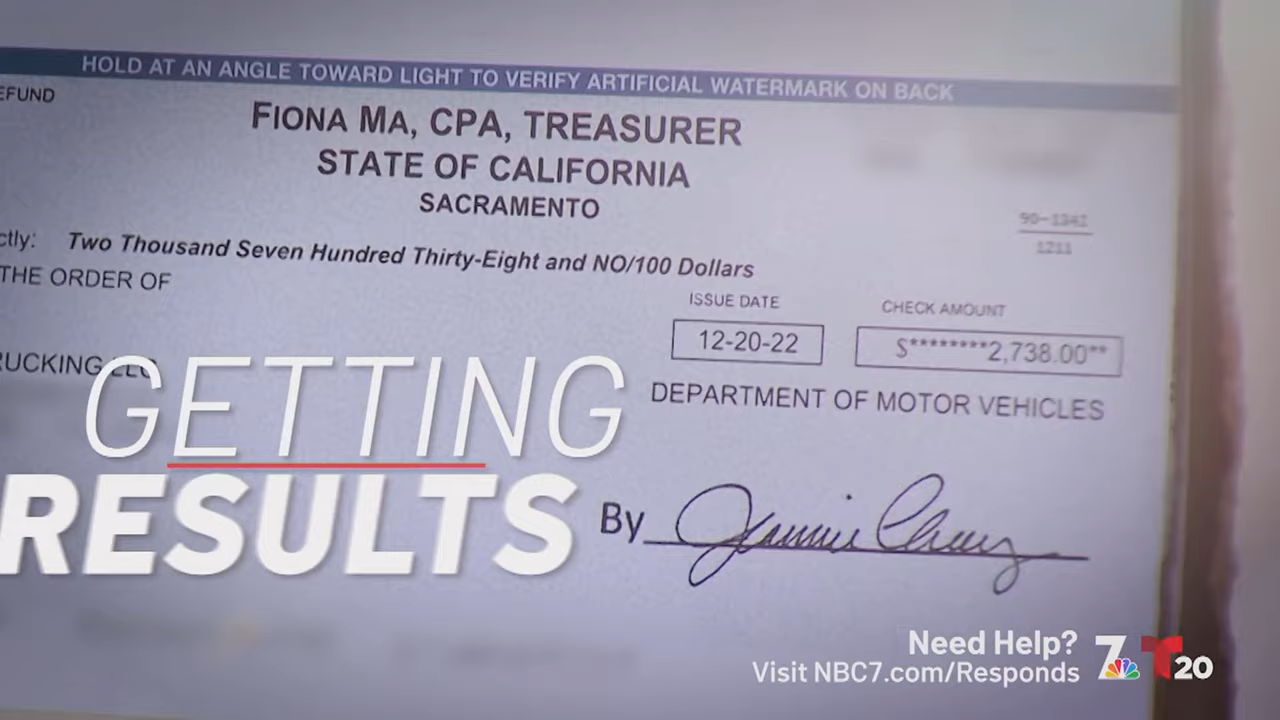 HOLD AT AN ANGLE TOWARD LIGHT TO VERIFY ARTIFICIAL WATERMARK ON BACK
EFUND
FIONA MA, CPA, TREASURER
STATE OF CALIFORNIA
SACRAMENTO
90-1342
1211
ctly: Two Thousand Seven Hundred Thirty-Eight and NO/100 Dollars
THE ORDER OF
ISSUE DATE
CHECK AMOUNT
12-20-22
$********2,738.00**
RUCKING LLC
DEPARTMENT OF MOTOR VEHICLES
GETTING
RESULTS
By
Need Help?
Visit NBC7.com/Responds
7
20